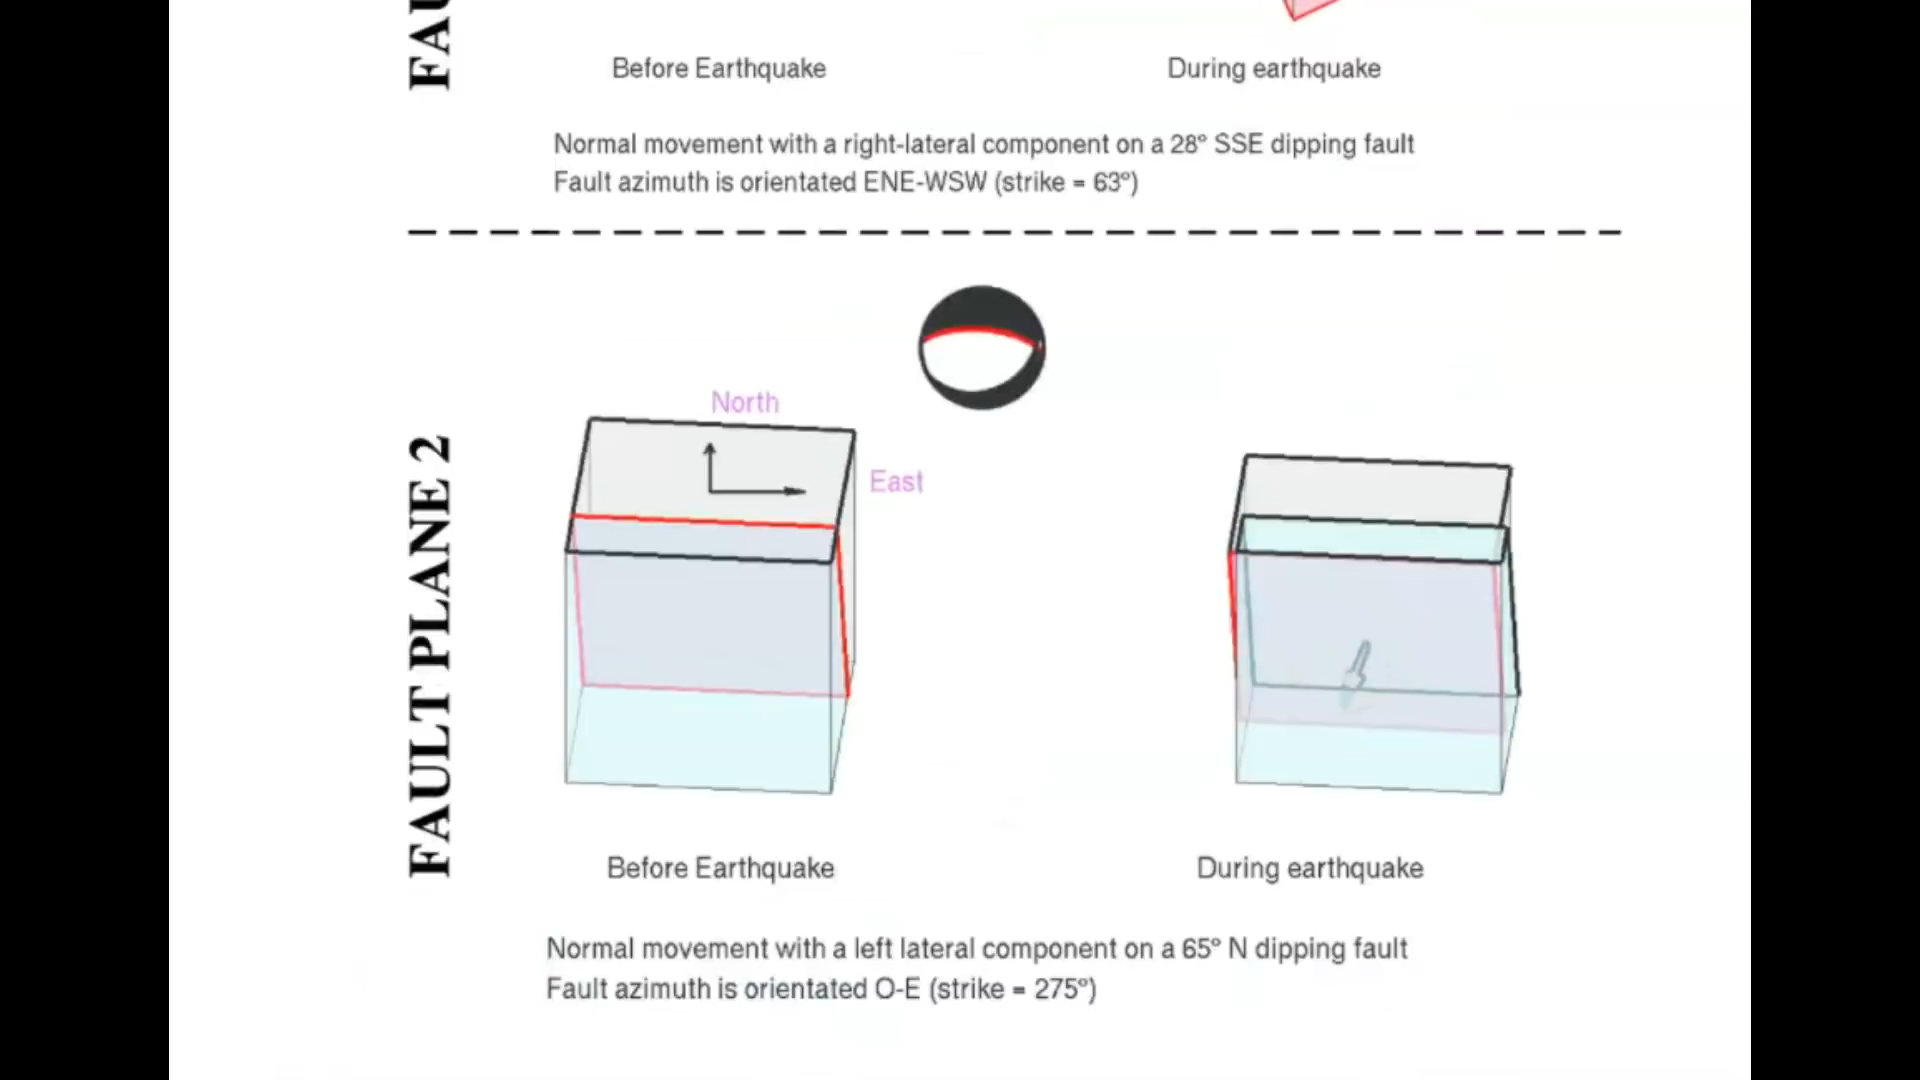 FAU
Before Earthquake
During earthquake
Normal movement with a right-lateral component on a 28° SSE dipping fault
Fault azimuth is orientated ENE-WSW (strike = 63°)
FAULT PLANE 2
North
East
Before Earthquake
During earthquake
Normal movement with a left lateral component on a 65° N dipping fault
Fault azimuth is orientated O-E (strike = 275°)